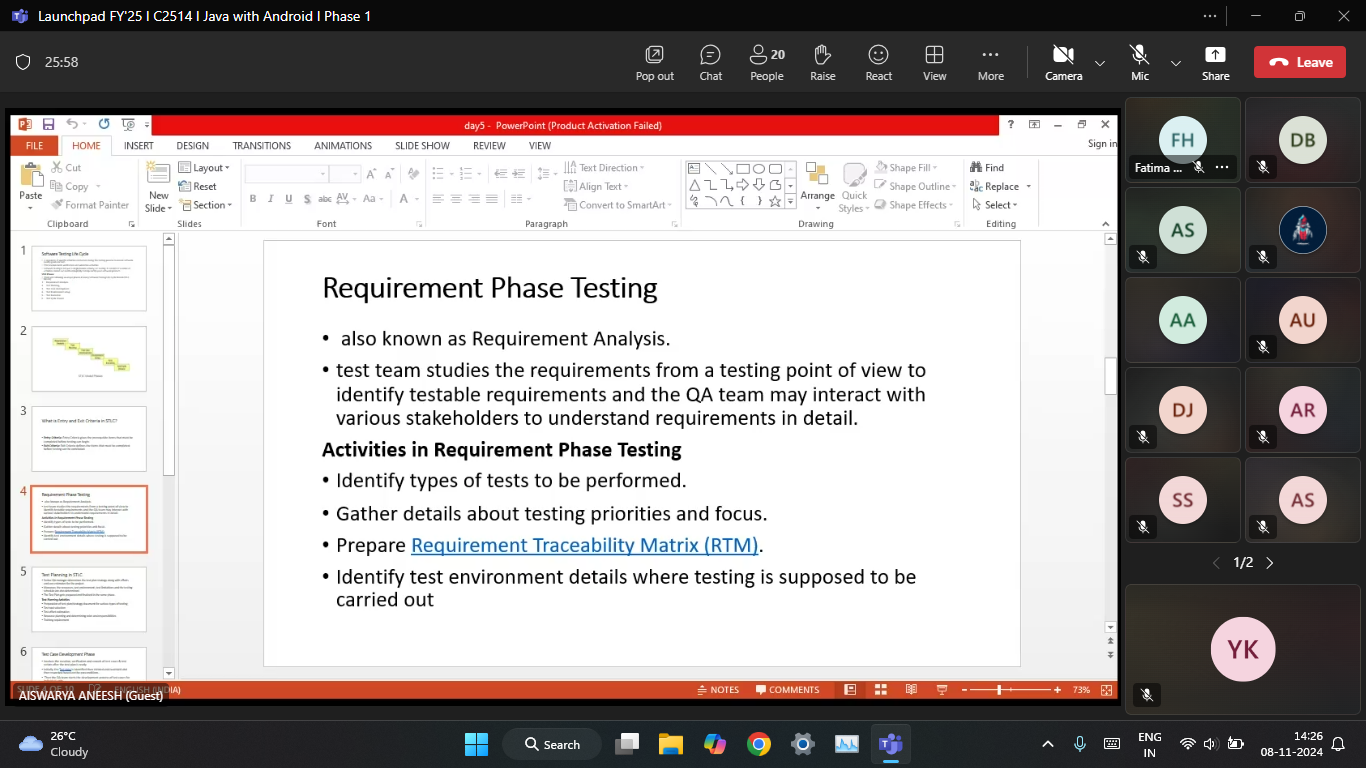 Launchpad FY'25 I C2514 I Java with Android I Phase 1
25:58
Pop out
Chat
People
20
Raise
React
View
More
Camera
Mic
Share
Leave
day5 - PowerPoint (Product Activation Failed)
FILE
HOME
INSERT
DESIGN
TRANSITIONS
ANIMATIONS
SLIDE SHOW
REVIEW
VIEW
Sign in
Paste
Cut
Copy
Format Painter
Clipboard
New
Slide
Layout
Reset
Section
Slides
B I U S abc AV Aa A
Font
Text Direction
Align Text
Convert to SmartArt
Paragraph
Arrange
Quick
Styles
Shape Fill
Shape Outline
Shape Effects
Drawing
Find
Replace
Select
Editing
1
Software Testing Life Cycle
2
3
What is Entry and Exit Criteria in STLC?
4
Requirement Phase Testing
5
Test Planning in STLC
6
Test Case Development Phase
Requirement Phase Testing
• also known as Requirement Analysis.
• test team studies the requirements from a testing point of view to
identify testable requirements and the QA team may interact with
various stakeholders to understand requirements in detail.
Activities in Requirement Phase Testing
• Identify types of tests to be performed.
• Gather details about testing priorities and focus.
• Prepare Requirement Traceability Matrix (RTM).
• Identify test environment details where testing is supposed to be
carried out
AISWARYA ANEESH (Guest)
NOTES
COMMENTS
73%
FH
Fatima ...
DB
AS
AA
AU
DJ
AR
SS
AS
1/2
YK
26°C
Cloudy
Search
ENG
IN
14:26
08-11-2024